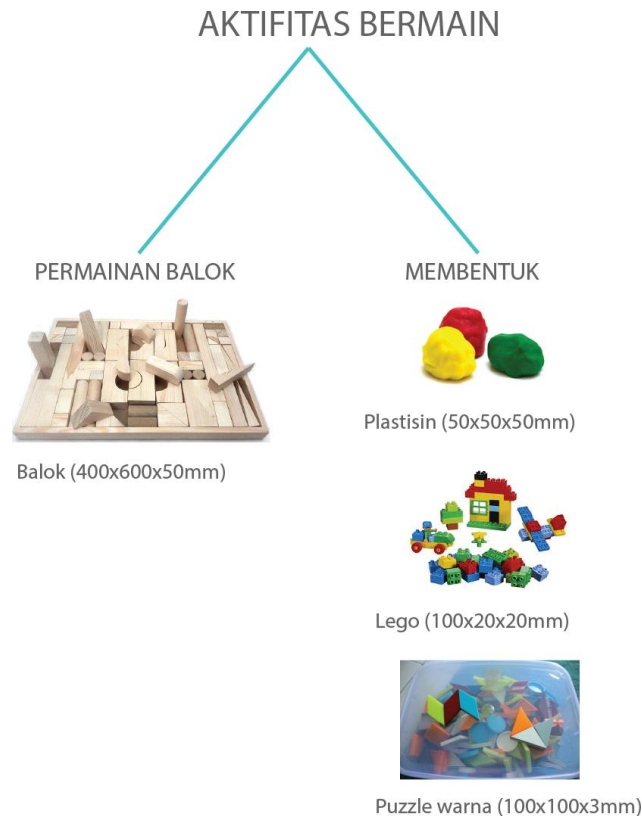 AKTIFITAS BERMAIN
PERMAINAN BALOK
Balok (400x600x50mm)
MEMBENTUK
Plastisin (50x50x50mm)
Lego (100x20x20mm)
Puzzle warna (100x100x3mm)